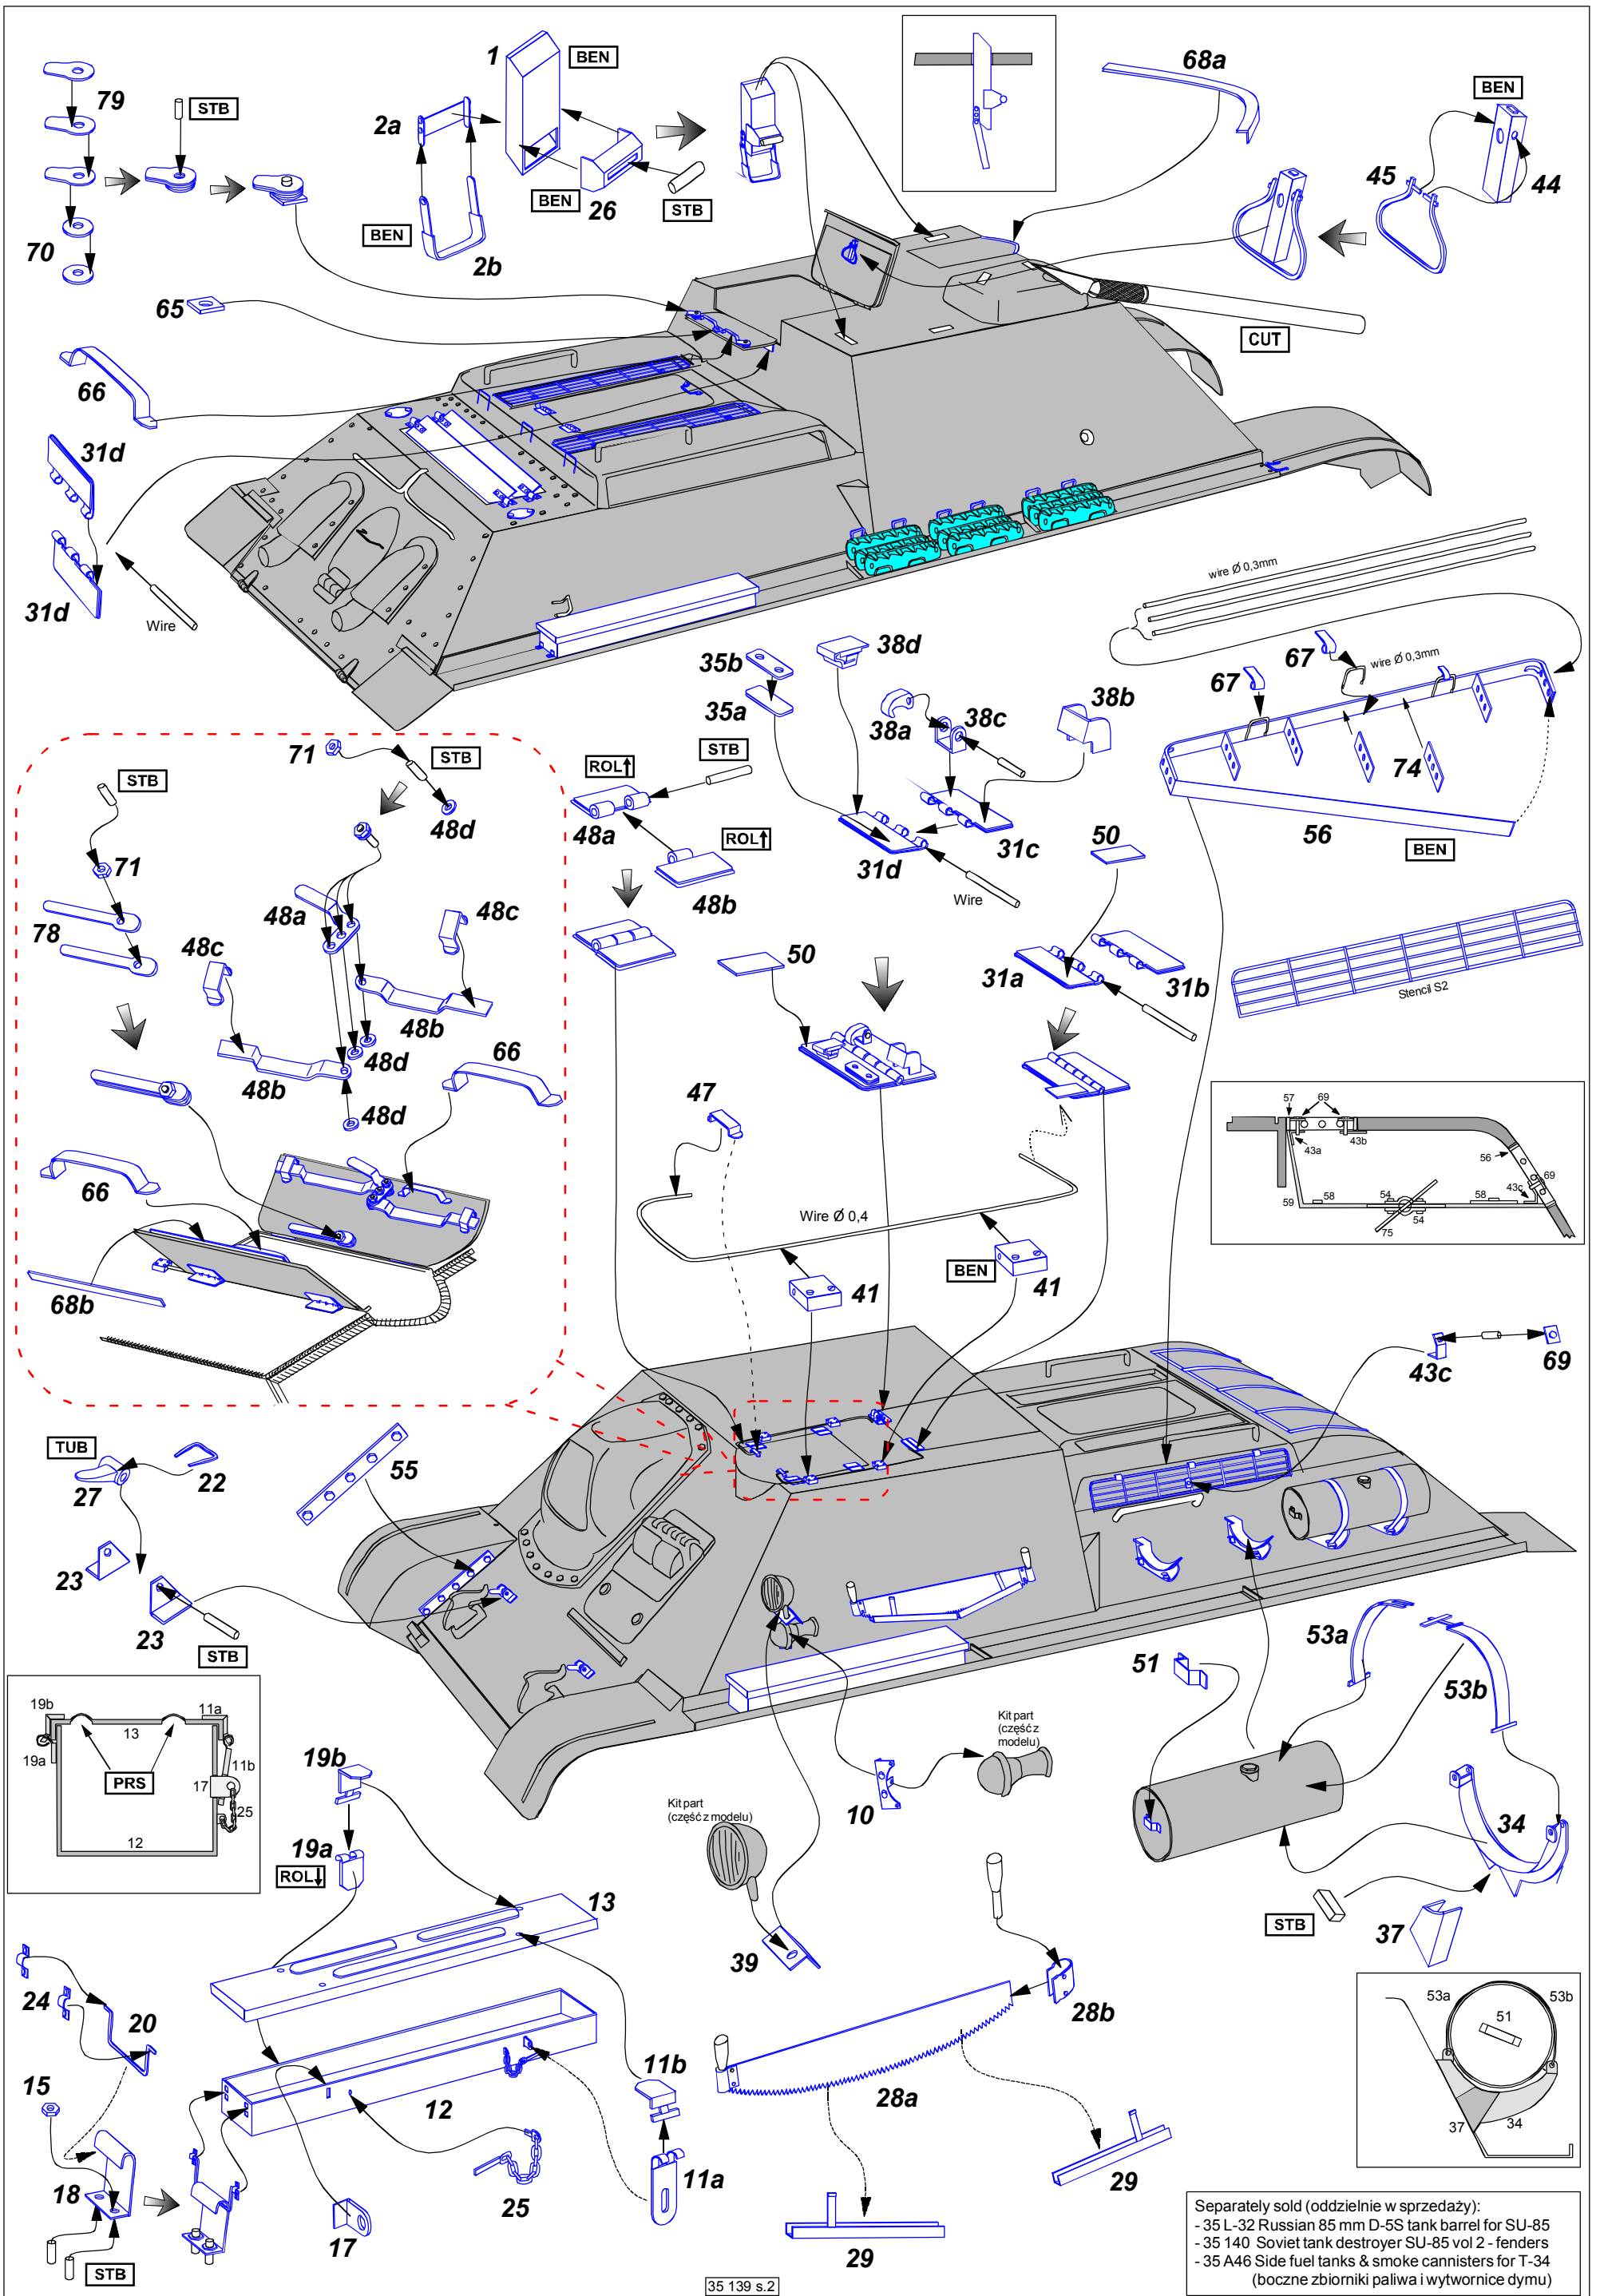 1
BEN
68a
BEN
79
STB
2a
45
44
BEN
26
STB
BEN
2b
70
65
CUT
66
31d
31d
Wire
wire Ø 0,3mm
38d
35b
67
wire Ø 0,3mm
67
38b
35a
38a
38c
71
STB
STB
ROL↑
STB
74
48d
48a
31c
50
56
BEN
71
ROL↑
31d
48a
48c
48b
Wire
78
48c
50
31a
31b
Stencil S2
48b
48d
66
48b
48d
47
57
69
43a
43b
56
66
43c
69
Wire Ø 0,4
59
58
54
58
54
75
BEN
41
68b
41
43c
69
TUB
22
55
27
23
23
STB
53a
51
53b
19b
11a
13
Kit part
(część z
modelu)
19b
19a
11b
PRS
17
25
Kit part
(część z modelu)
10
34
12
19a
ROL↓
13
STB
37
39
24
28b
53a
53b
20
51
11b
15
28a
12
37
34
18
11a
29
25
17
29
STB
Separately sold (oddzielnie w sprzedaży):
- 35 L-32 Russian 85 mm D-5S tank barrel for SU-85
- 35 140 Soviet tank destroyer SU-85 vol 2 - fenders
- 35 A46 Side fuel tanks & smoke cannisters for T-34
(boczne zbiorniki paliwa i wytwornice dymu)
35 139 s.2